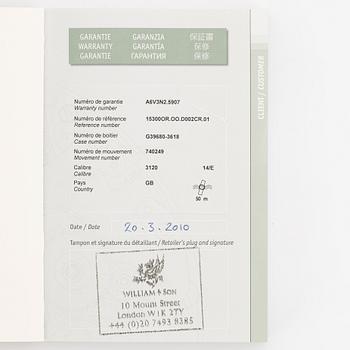 GARANTIE GARANZIA 保証書
WARRANTY GARANTÍA 保修
GARANTIE ГАРАНТИЯ 保修
CLIENT / CUSTOMER
Numéro de garantie A6V3N2.5907
Warranty number
Numéro de référence 15300OR.OO.D002CR.01
Reference number
Numéro de boitier G39680-3618
Case number
Numéro de mouvement 740249
Movement number
Calibre 3120 14/E
Calibre
Pays GB
Country
50 m
Date / Date 20.3.2010
Tampon et signature du détaillant / Retailer's plug and signature
WILLIAM & SON
10 Mount Street
London W1K 2TY
+44 (0)20 7493 8385